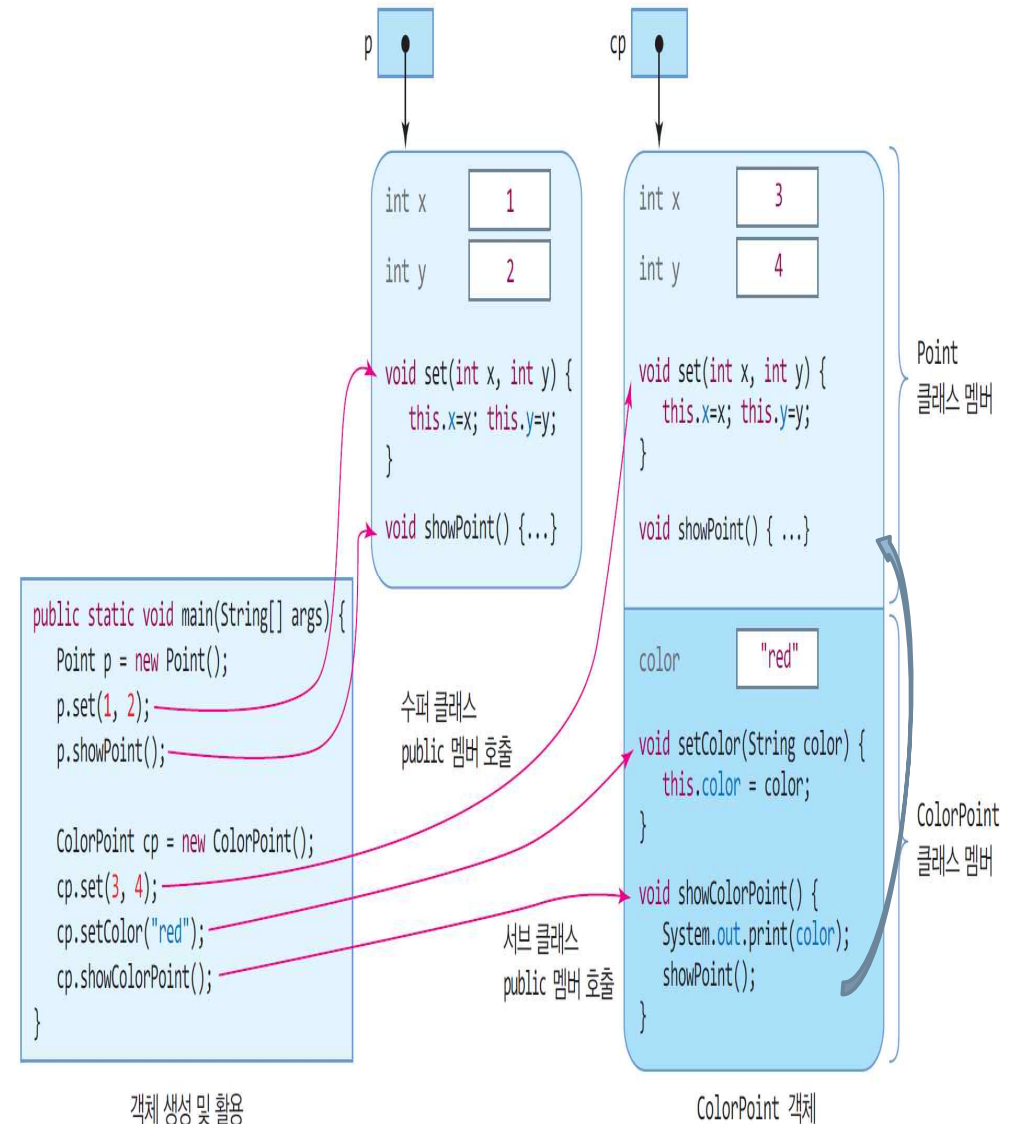 p
cp
int x 1
int y 2
void set(int x, int y) {
this.x=x; this.y=y;
}
void showPoint() {...}
int x 3
int y 4
void set(int x, int y) {
this.x=x; this.y=y;
}
void showPoint() { ...}
Point
클래스 멤버
public static void main(String[] args) {
Point p = new Point();
p.set(1, 2);
p.showPoint();
ColorPoint cp = new ColorPoint();
cp.set(3, 4);
cp.setColor("red");
cp.showColorPoint();
}
객체 생성 및 활용
수퍼 클래스
public 멤버 호출
서브 클래스
public 멤버 호출
color "red"
void setColor(String color) {
this.color = color;
}
void showColorPoint() {
System.out.print(color);
showPoint();
}
ColorPoint
클래스 멤버
ColorPoint 객체